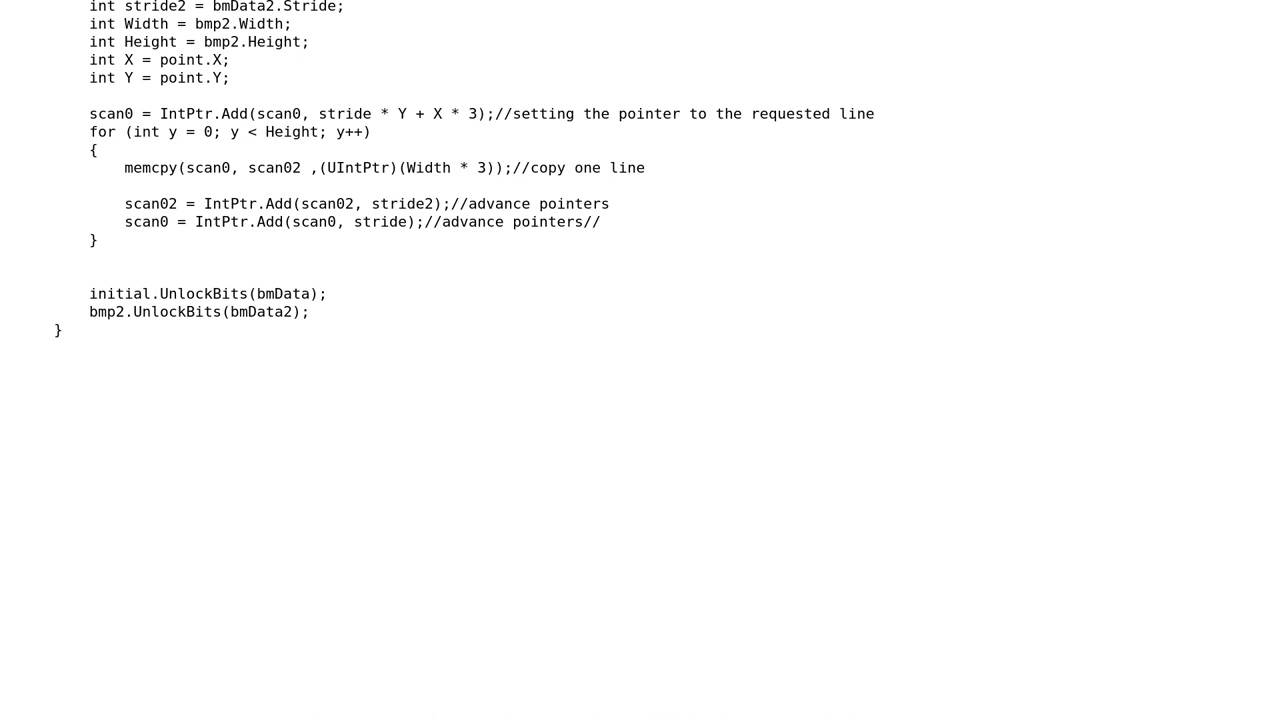 int stride2 = bmData2.Stride;
int Width = bmp2.Width;
int Height = bmp2.Height;
int X = point.X;
int Y = point.Y;
scan0 = IntPtr.Add(scan0, stride * Y + X * 3);//setting the pointer to the requested line
for (int y = 0; y < Height; y++)
{
memcpy(scan0, scan02 ,(UIntPtr)(Width * 3));//copy one line
scan02 = IntPtr.Add(scan02, stride2);//advance pointers
scan0 = IntPtr.Add(scan0, stride);//advance pointers//
}
initial.UnlockBits(bmData);
bmp2.UnlockBits(bmData2);
}